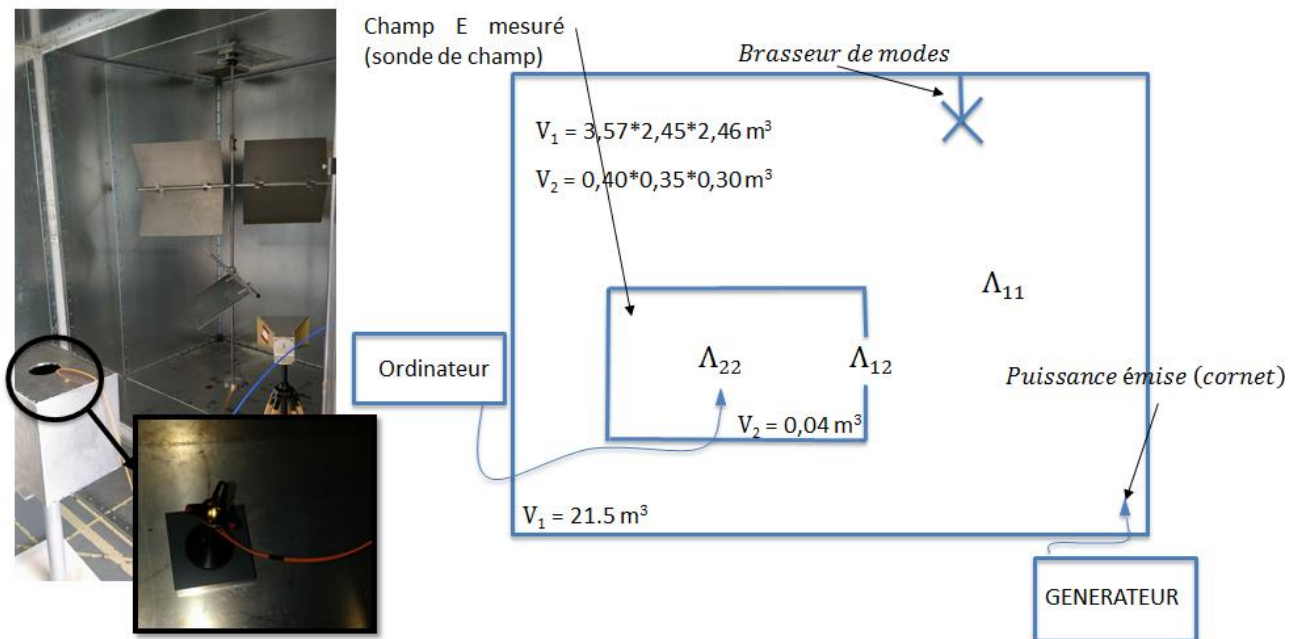 Champ E mesuré
(sonde de champ)
Brasseur de modes
V₁ = 3,57*2,45*2,46 m³
V₂ = 0,40*0,35*0,30 m³
Λ₁₁
Ordinateur
Λ₂₂
Λ₁₂
Puissance émise (cornet)
V₂ = 0,04 m³
V₁ = 21.5 m³
GENERATEUR